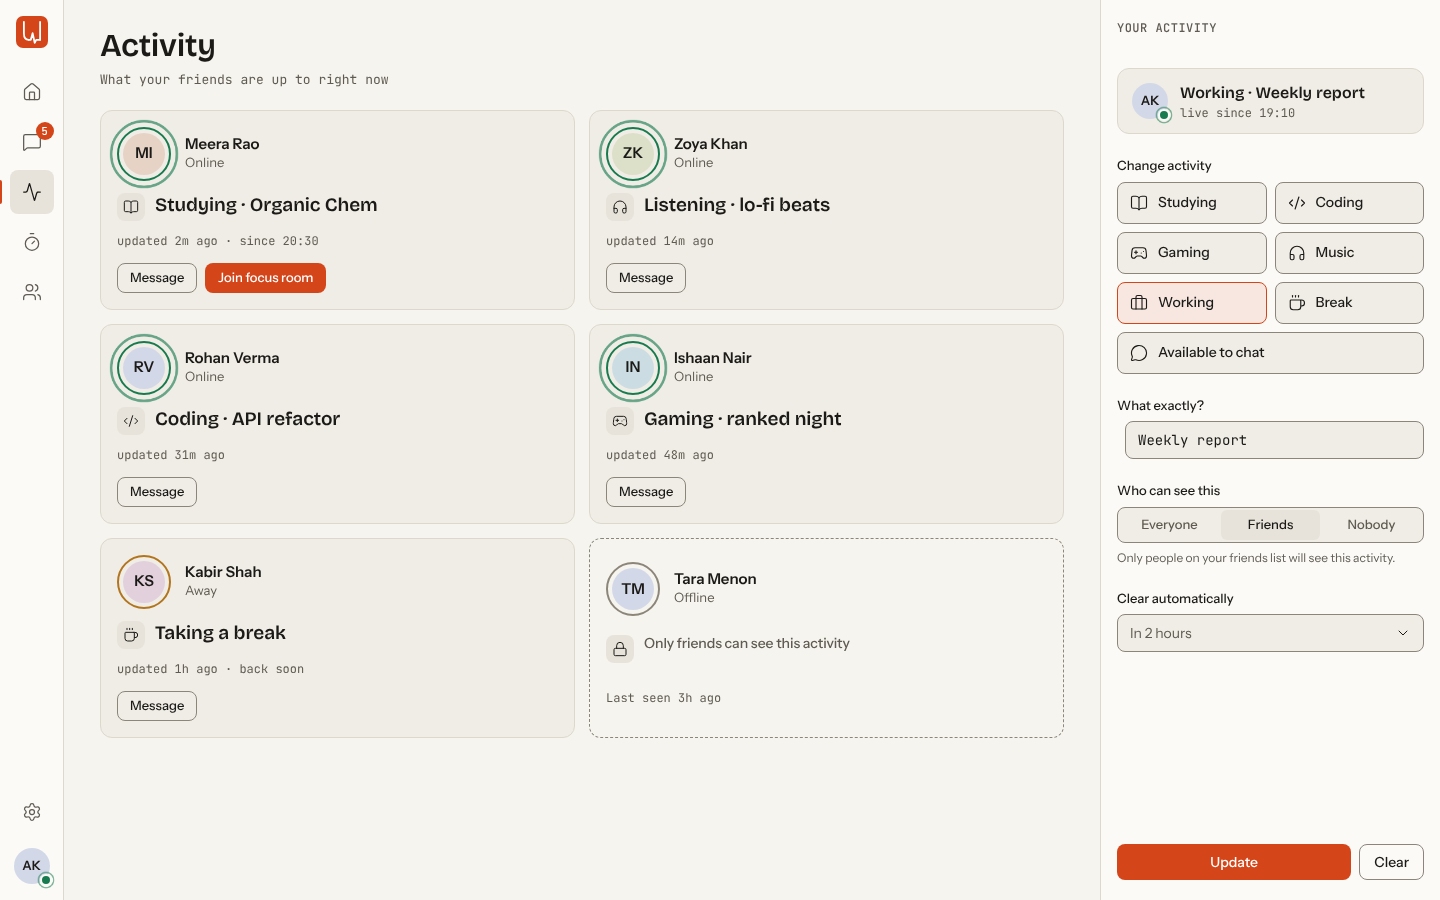 5
AK
Activity
What your friends are up to right now
MI
Meera Rao
Online
Studying · Organic Chem
updated 2m ago · since 20:30
Message
Join focus room
ZK
Zoya Khan
Online
Listening · lo-fi beats
updated 14m ago
Message
RV
Rohan Verma
Online
Coding · API refactor
updated 31m ago
Message
IN
Ishaan Nair
Online
Gaming · ranked night
updated 48m ago
Message
KS
Kabir Shah
Away
Taking a break
updated 1h ago · back soon
Message
TM
Tara Menon
Offline
Only friends can see this activity
Last seen 3h ago
YOUR ACTIVITY
AK
Working · Weekly report
live since 19:10
Change activity
Studying
Coding
Gaming
Music
Working
Break
Available to chat
What exactly?
Weekly report
Who can see this
Everyone
Friends
Nobody
Only people on your friends list will see this activity.
Clear automatically
In 2 hours
Update
Clear